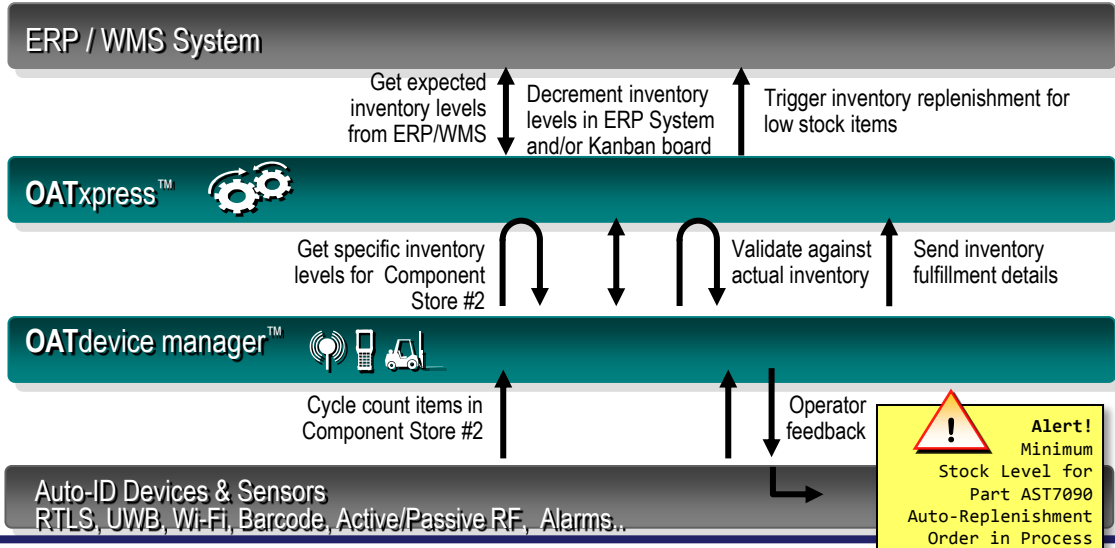 ERP / WMS System
Get expected
inventory levels
from ERP/WMS
Decrement inventory
levels in ERP System
and/or Kanban board
Trigger inventory replenishment for
low stock items
OATxpress™
Get specific inventory
levels for Component
Store #2
Validate against
actual inventory
Send inventory
fulfillment details
OATdevice manager™
Cycle count items in
Component Store #2
Operator
feedback
!
Alert!
Minimum
Stock Level for
Part AST7090
Auto-Replenishment
Order in Process
Auto-ID Devices & Sensors
RTLS, UWB, Wi-Fi, Barcode, Active/Passive RF, Alarms..